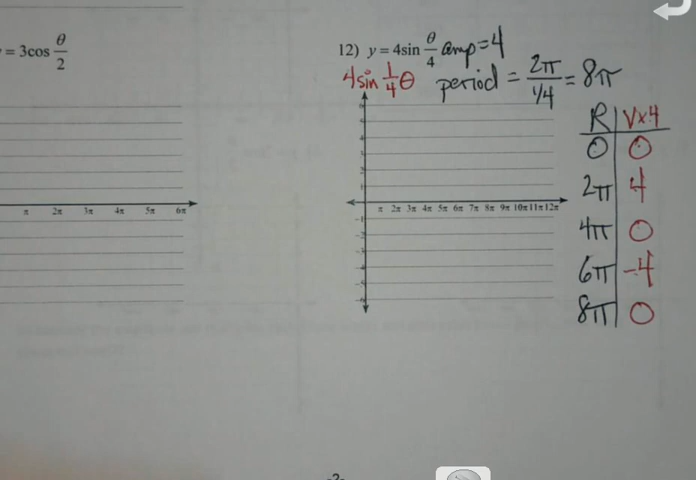 = 3cos θ/2
12) y = 4sin θ/4 amp = 4
4sin 1/4 θ period = 2π / 1/4 = 8π
R | V×4
0 | 0
2π | 4
4π | 0
6π | -4
8π | 0
π 2π 3π 4π 5π 6π
π 2π 3π 4π 5π 6π 7π 8π 9π 10π 11π 12π
-2-